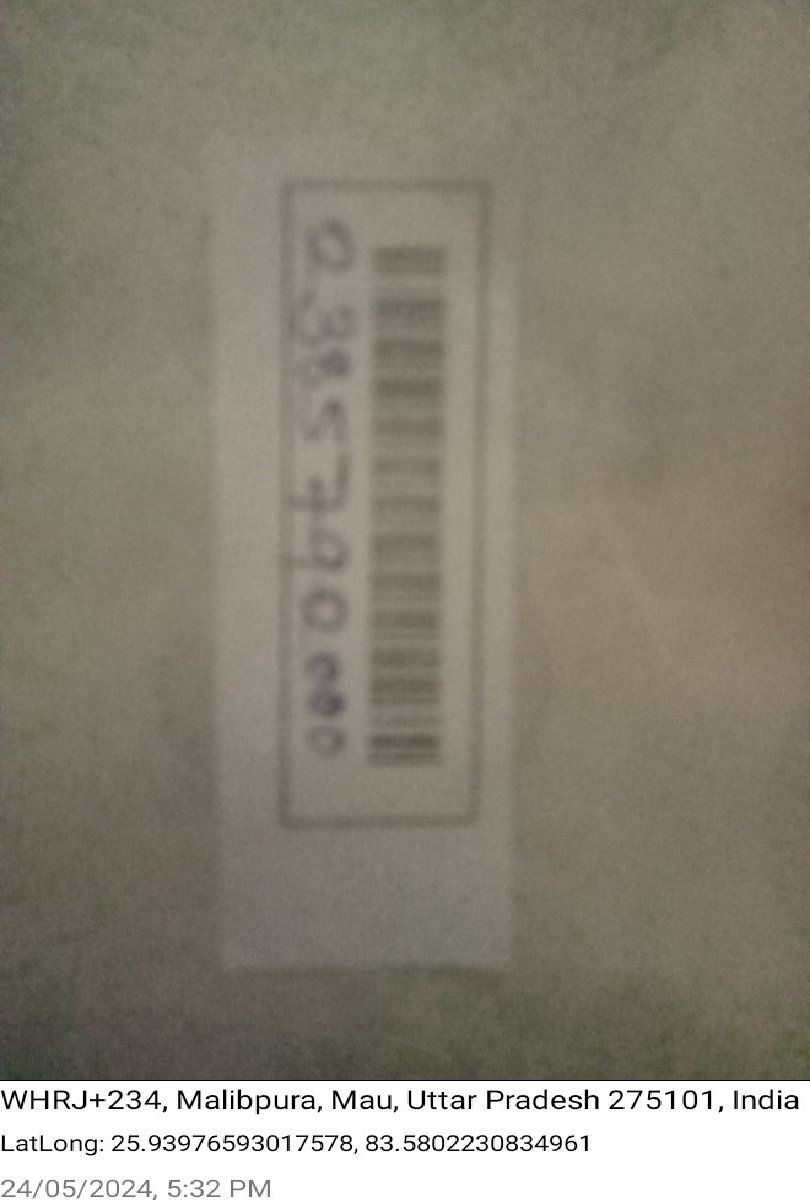 WHRJ+234, Malibpura, Mau, Uttar Pradesh 275101, India
LatLong: 25.93976593017578, 83.5802230834961
24/05/2024, 5:32 PM